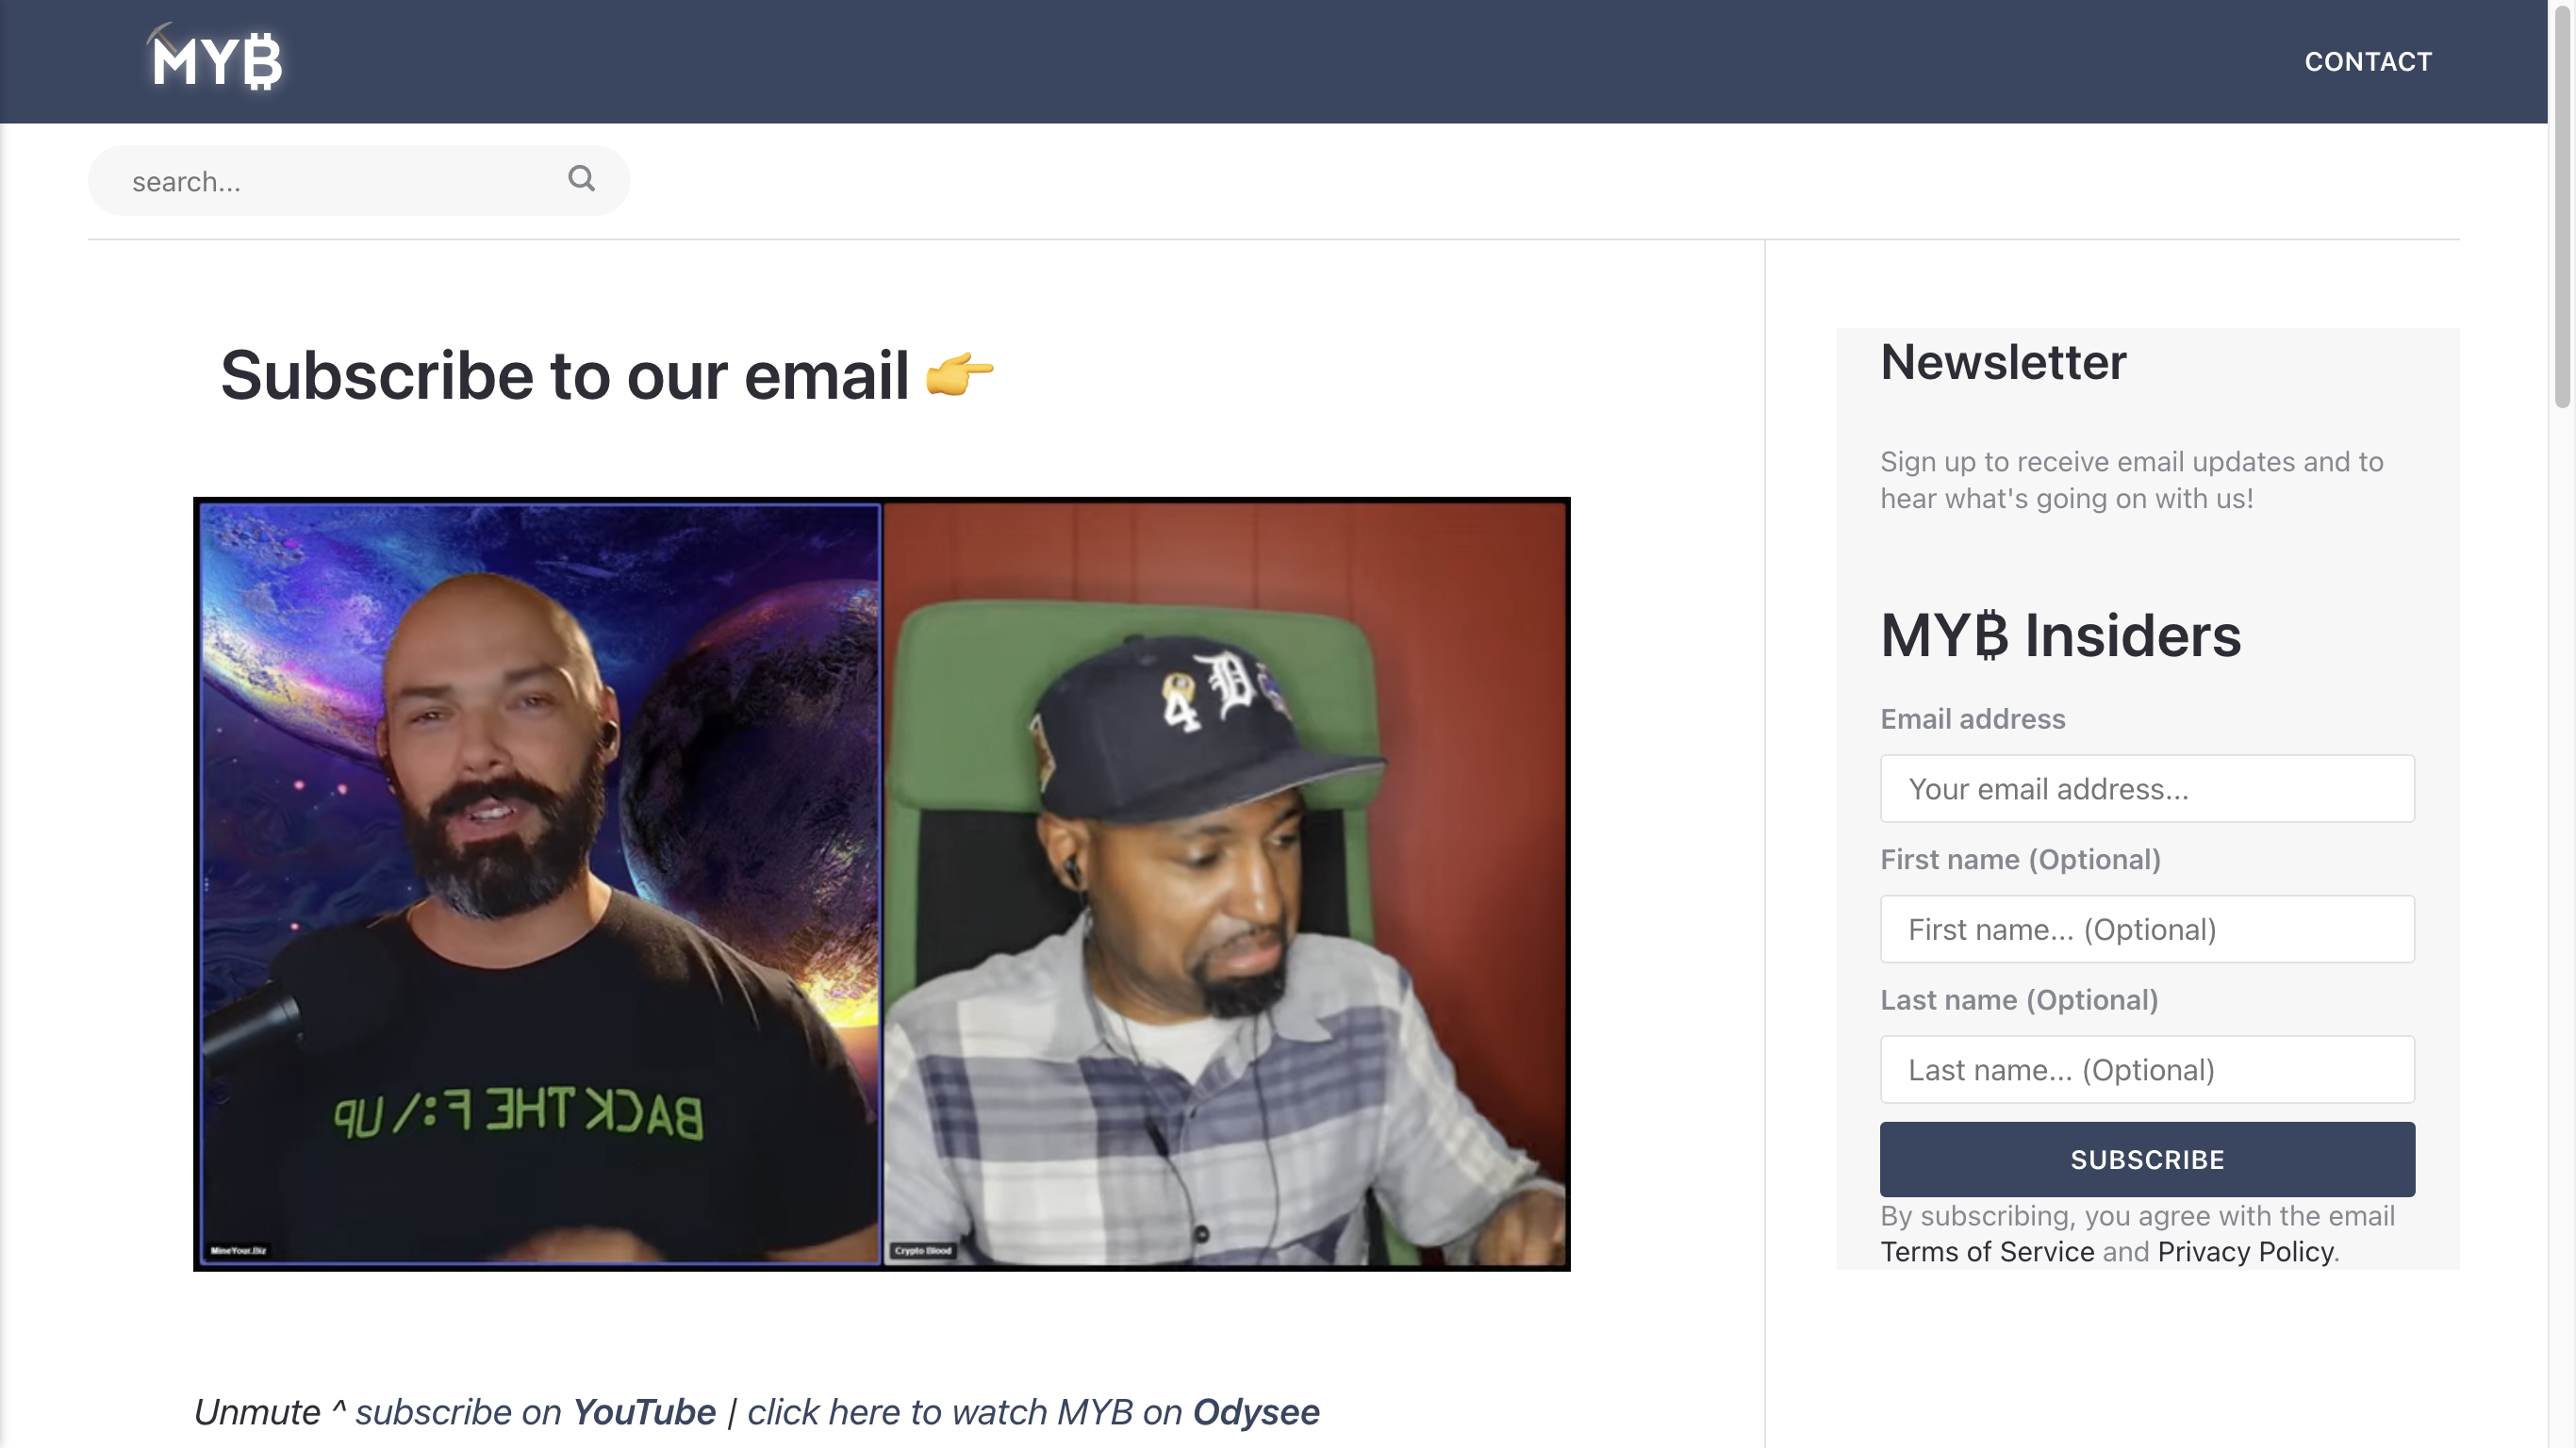 MYB
CONTACT
search...
Subscribe to our email 👉
BACK THE F:\UP
MineYour.Biz
4 D
Crypto Blood
Unmute ^ subscribe on YouTube | click here to watch MYB on Odysee
Newsletter
Sign up to receive email updates and to
hear what's going on with us!
MY₿ Insiders
Email address
Your email address...
First name (Optional)
First name... (Optional)
Last name (Optional)
Last name... (Optional)
SUBSCRIBE
By subscribing, you agree with the email
Terms of Service and Privacy Policy.